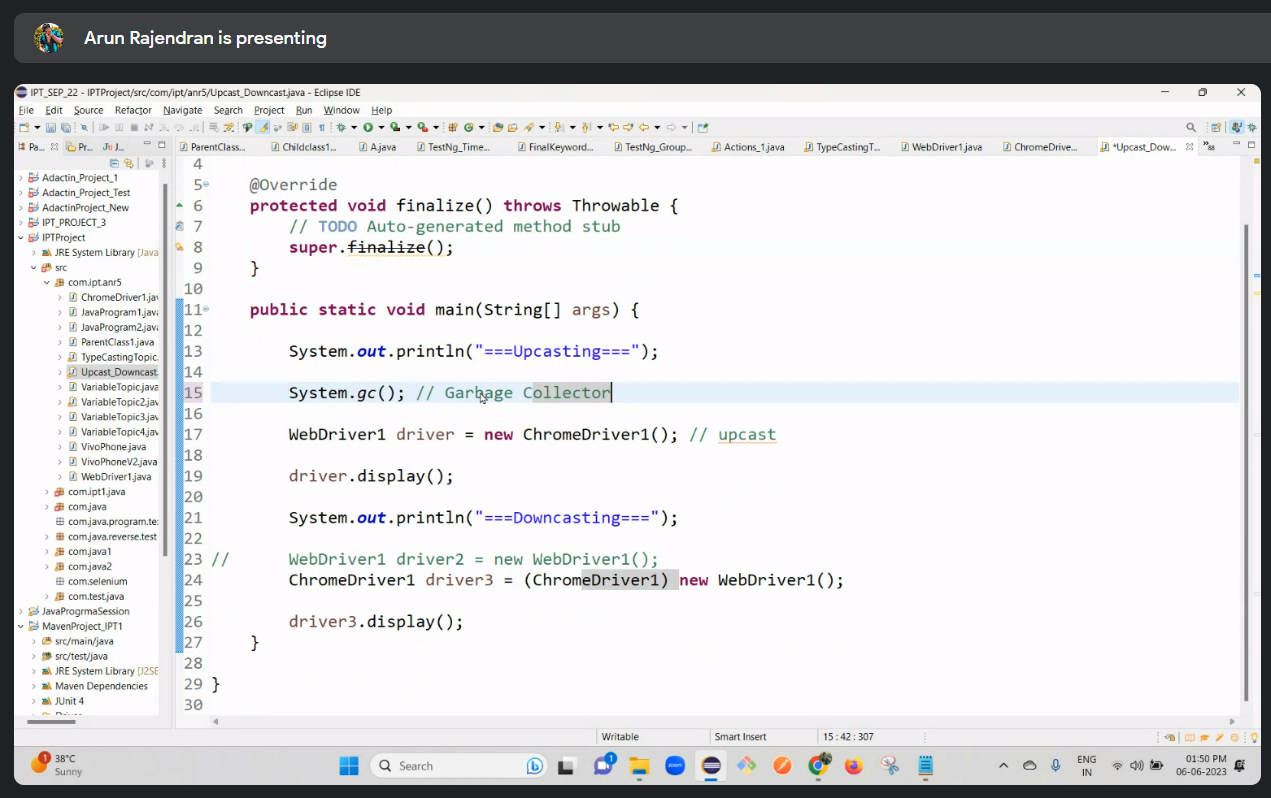 Arun Rajendran is presenting
IPT_SEP_22 - IPTProject/src/com/ipt/anr5/Upcast_Downcast.java - Eclipse IDE
File Edit Source Refactor Navigate Search Project Run Window Help
Pa... Pr... J... ParentClass... Childclass1... A.java TestNg_Time... FinalKeyword... TestNg_Group... Actions_1.java TypeCastingT... WebDriver1.java ChromeDrive... *Upcast_Dow... »88
Adactin_Project_1
Adactin_Project_Test
AdactinProject_New
IPT_PROJECT_3
IPTProject
JRE System Library [Java
src
com.ipt.anr5
ChromeDriver1.jav
JavaProgram1.java
JavaProgram2.java
ParentClass1.java
TypeCastingTopic.
Upcast_Downcast.
VariableTopic.java
VariableTopic2.jav
VariableTopic3.jav
VariableTopic4.jav
VivoPhone.java
VivoPhoneV2.java
WebDriver1.java
com.ipt1.java
com.java
com.java.program.te:
com.java.reverse.test
com.java1
com.java2
com.selenium
com.test.java
JavaProgrmaSession
MavenProject_IPT1
src/main/java
src/test/java
JRE System Library [J2SE
Maven Dependencies
JUnit 4
4
5 @Override
6 protected void finalize() throws Throwable {
7 // TODO Auto-generated method stub
8 super.finalize();
9 }
10
11 public static void main(String[] args) {
12
13 System.out.println("===Upcasting===");
14
15 System.gc(); // Garbage Collector
16
17 WebDriver1 driver = new ChromeDriver1(); // upcast
18
19 driver.display();
20
21 System.out.println("===Downcasting===");
22
23 // WebDriver1 driver2 = new WebDriver1();
24 ChromeDriver1 driver3 = (ChromeDriver1) new WebDriver1();
25
26 driver3.display();
27 }
28
29 }
30
Writable Smart Insert 15 : 42 : 307
1 38°C
Sunny
Search
1
zoom
ENG
IN
01:50 PM
06-06-2023